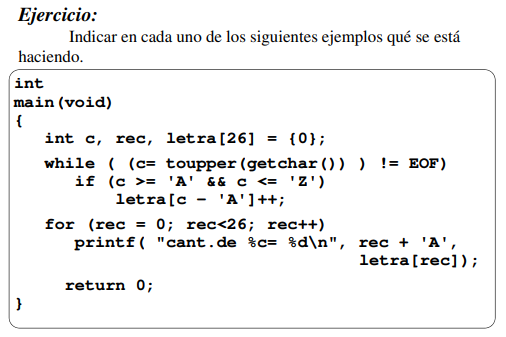 Ejercicio:
Indicar en cada uno de los siguientes ejemplos qué se está
haciendo.
int
main(void)
{
int c, rec, letra[26] = {0};
while ( (c= toupper(getchar()) ) != EOF)
if (c >= 'A' && c <= 'Z')
letra[c - 'A']++;
for (rec = 0; rec<26; rec++)
printf( "cant.de %c= %d\n", rec + 'A',
letra[rec]);
return 0;
}